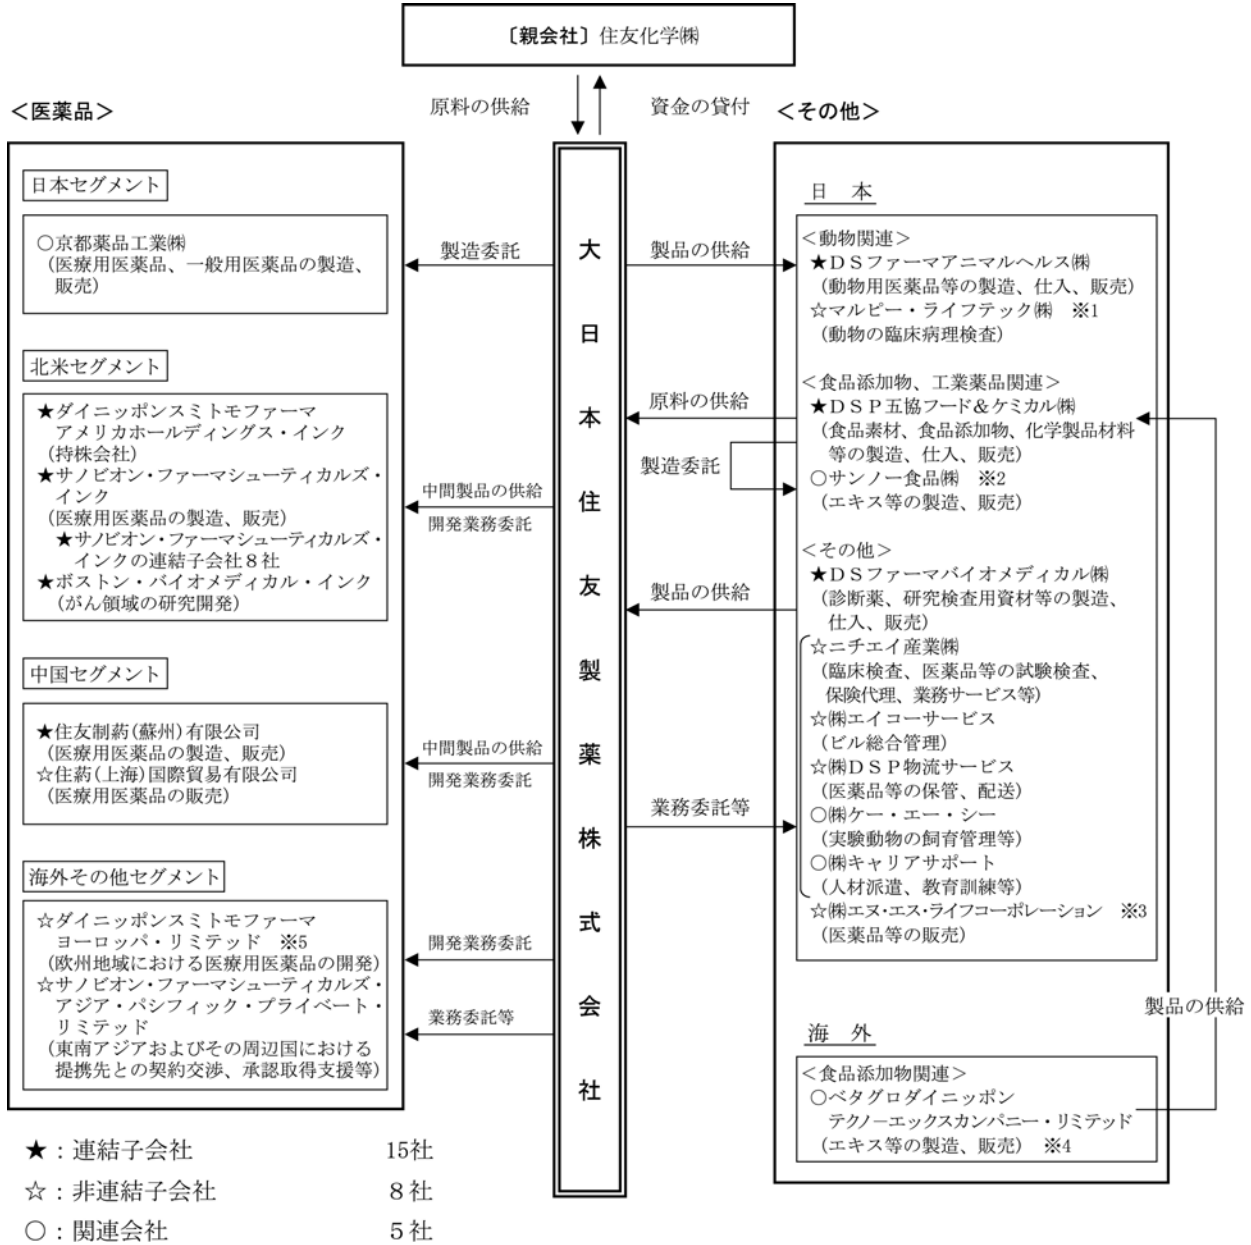 〔親会社〕住友化学㈱
原料の供給
資金の貸付
＜医薬品＞
日本セグメント
○京都薬品工業㈱
(医療用医薬品、一般用医薬品の製造、
販売)
北米セグメント
★ダイニッポンスミトモファーマ
アメリカホールディングス・インク
(持株会社)
★サノビオン・ファーマシューティカルズ・
インク
(医療用医薬品の製造、販売)
★サノビオン・ファーマシューティカルズ・
インクの連結子会社８社
★ボストン・バイオメディカル・インク
(がん領域の研究開発)
中国セグメント
★住友制葯(蘇州)有限公司
(医療用医薬品の製造、販売)
☆住葯(上海)国際貿易有限公司
(医療用医薬品の販売)
海外その他セグメント
☆ダイニッポンスミトモファーマ
ヨーロッパ・リミテッド　※5
(欧州地域における医療用医薬品の開発)
☆サノビオン・ファーマシューティカルズ・
アジア・パシフィック・プライベート・
リミテッド
(東南アジアおよびその周辺国における
提携先との契約交渉、承認取得支援等)
製造委託
中間製品の供給
開発業務委託
中間製品の供給
開発業務委託
開発業務委託
業務委託等
大日本住友製薬株式会社
製品の供給
原料の供給
製造委託
製品の供給
業務委託等
＜その他＞
日　本
＜動物関連＞
★ＤＳファーマアニマルヘルス㈱
(動物用医薬品等の製造、仕入、販売)
☆マルピー・ライフテック㈱　※1
(動物の臨床病理検査)
＜食品添加物、工業薬品関連＞
★ＤＳＰ五協フード＆ケミカル㈱
(食品素材、食品添加物、化学製品材料
等の製造、仕入、販売)
○サンノー食品㈱　※2
(エキス等の製造、販売)
＜その他＞
★ＤＳファーマバイオメディカル㈱
(診断薬、研究検査用資材等の製造、
仕入、販売)
☆ニチエイ産業㈱
(臨床検査、医薬品等の試験検査、
保険代理、業務サービス等)
☆㈱エイコーサービス
(ビル総合管理)
☆㈱ＤＳＰ物流サービス
(医薬品等の保管、配送)
○㈱ケー・エー・シー
(実験動物の飼育管理等)
○㈱キャリアサポート
(人材派遣、教育訓練等)
☆㈱エヌ・エス・ライフコーポレーション　※3
(医薬品等の販売)
製品の供給
海　外
＜食品添加物関連＞
○ベタグロダイニッポン
テクノ－エックスカンパニー・リミテッド
(エキス等の製造、販売)　※4
★：連結子会社　15社
☆：非連結子会社　８社
○：関連会社　５社